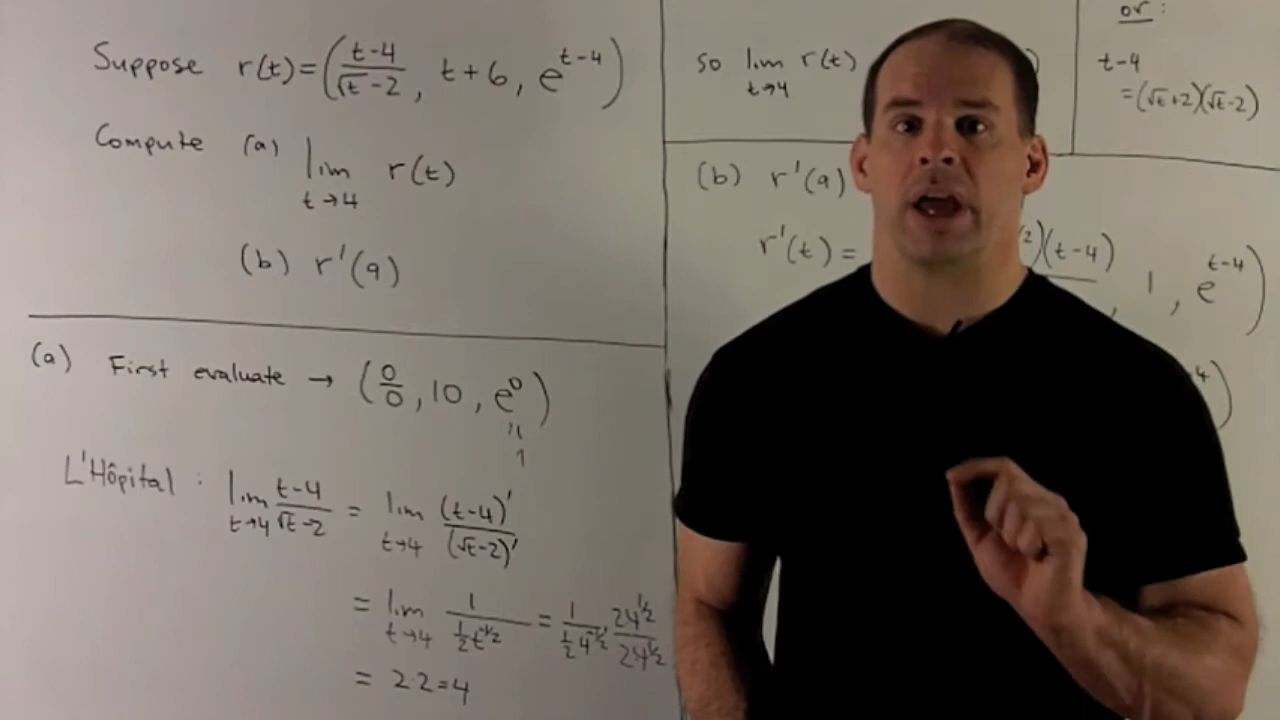 Suppose r(t)=(t-4/√t-2, t+6, e^(t-4))
Compute (a) lim t→4 r(t)
(b) r'(a)
(a) First evaluate → (0/0, 10, e^0)
" 1
L'Hôpital : lim t→4 t-4/√t-2 = lim t→4 (t-4)'/(√t-2)'
= lim t→4 1/(1/2 t^(-1/2)) = 1/(1/2 4^(-1/2)) · 2 4^(1/2)/2·4^(1/2)
= 2·2=4
so lim t→4 r(t)
or:
t-4
=(√t+2)(√t-2)
(b) r'(a)
r'(t) = )(t-4) , 1 , e^(t-4))